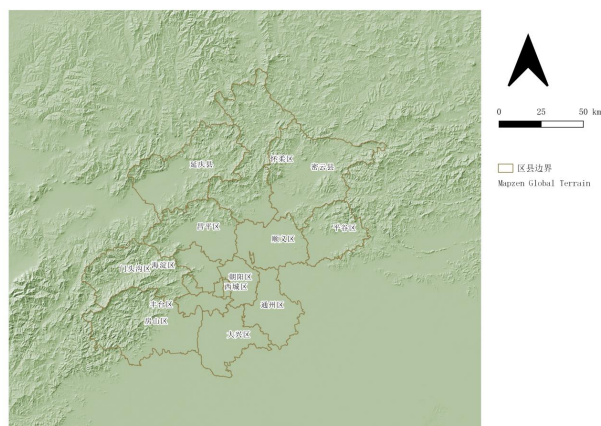 怀柔区
延庆县
密云县
昌平区
顺义区
平谷区
门头沟区
海淀区
朝阳区
西城区
丰台区
通州区
房山区
大兴区
0 25 50 km
区县边界
Mapzen Global Terrain